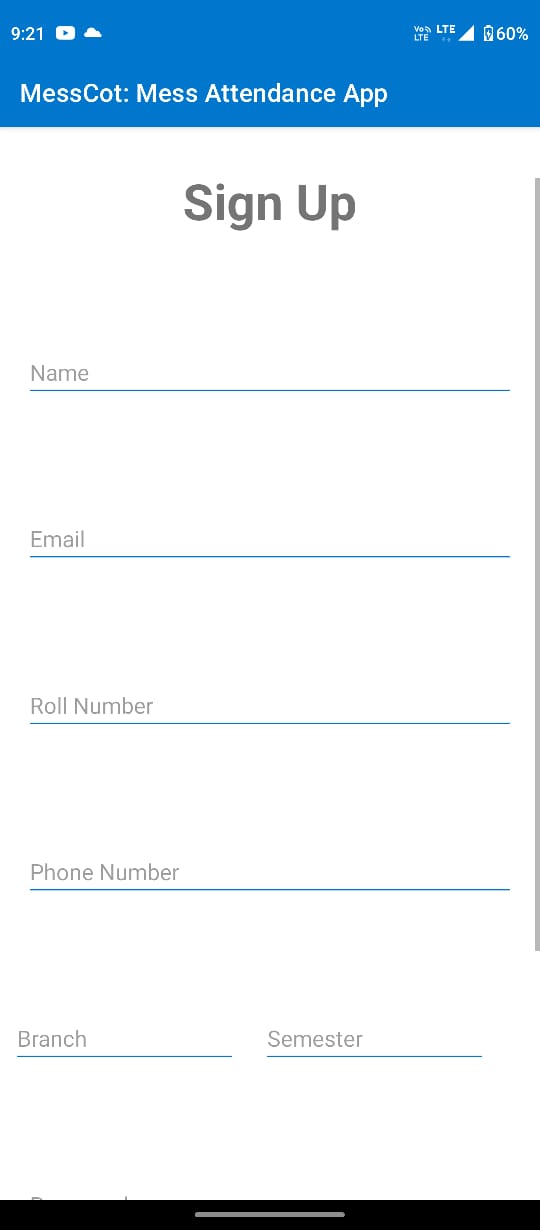 9:21 Vo LTE LTE 60%
MessCot: Mess Attendance App
Sign Up
Name
Email
Roll Number
Phone Number
Branch Semester